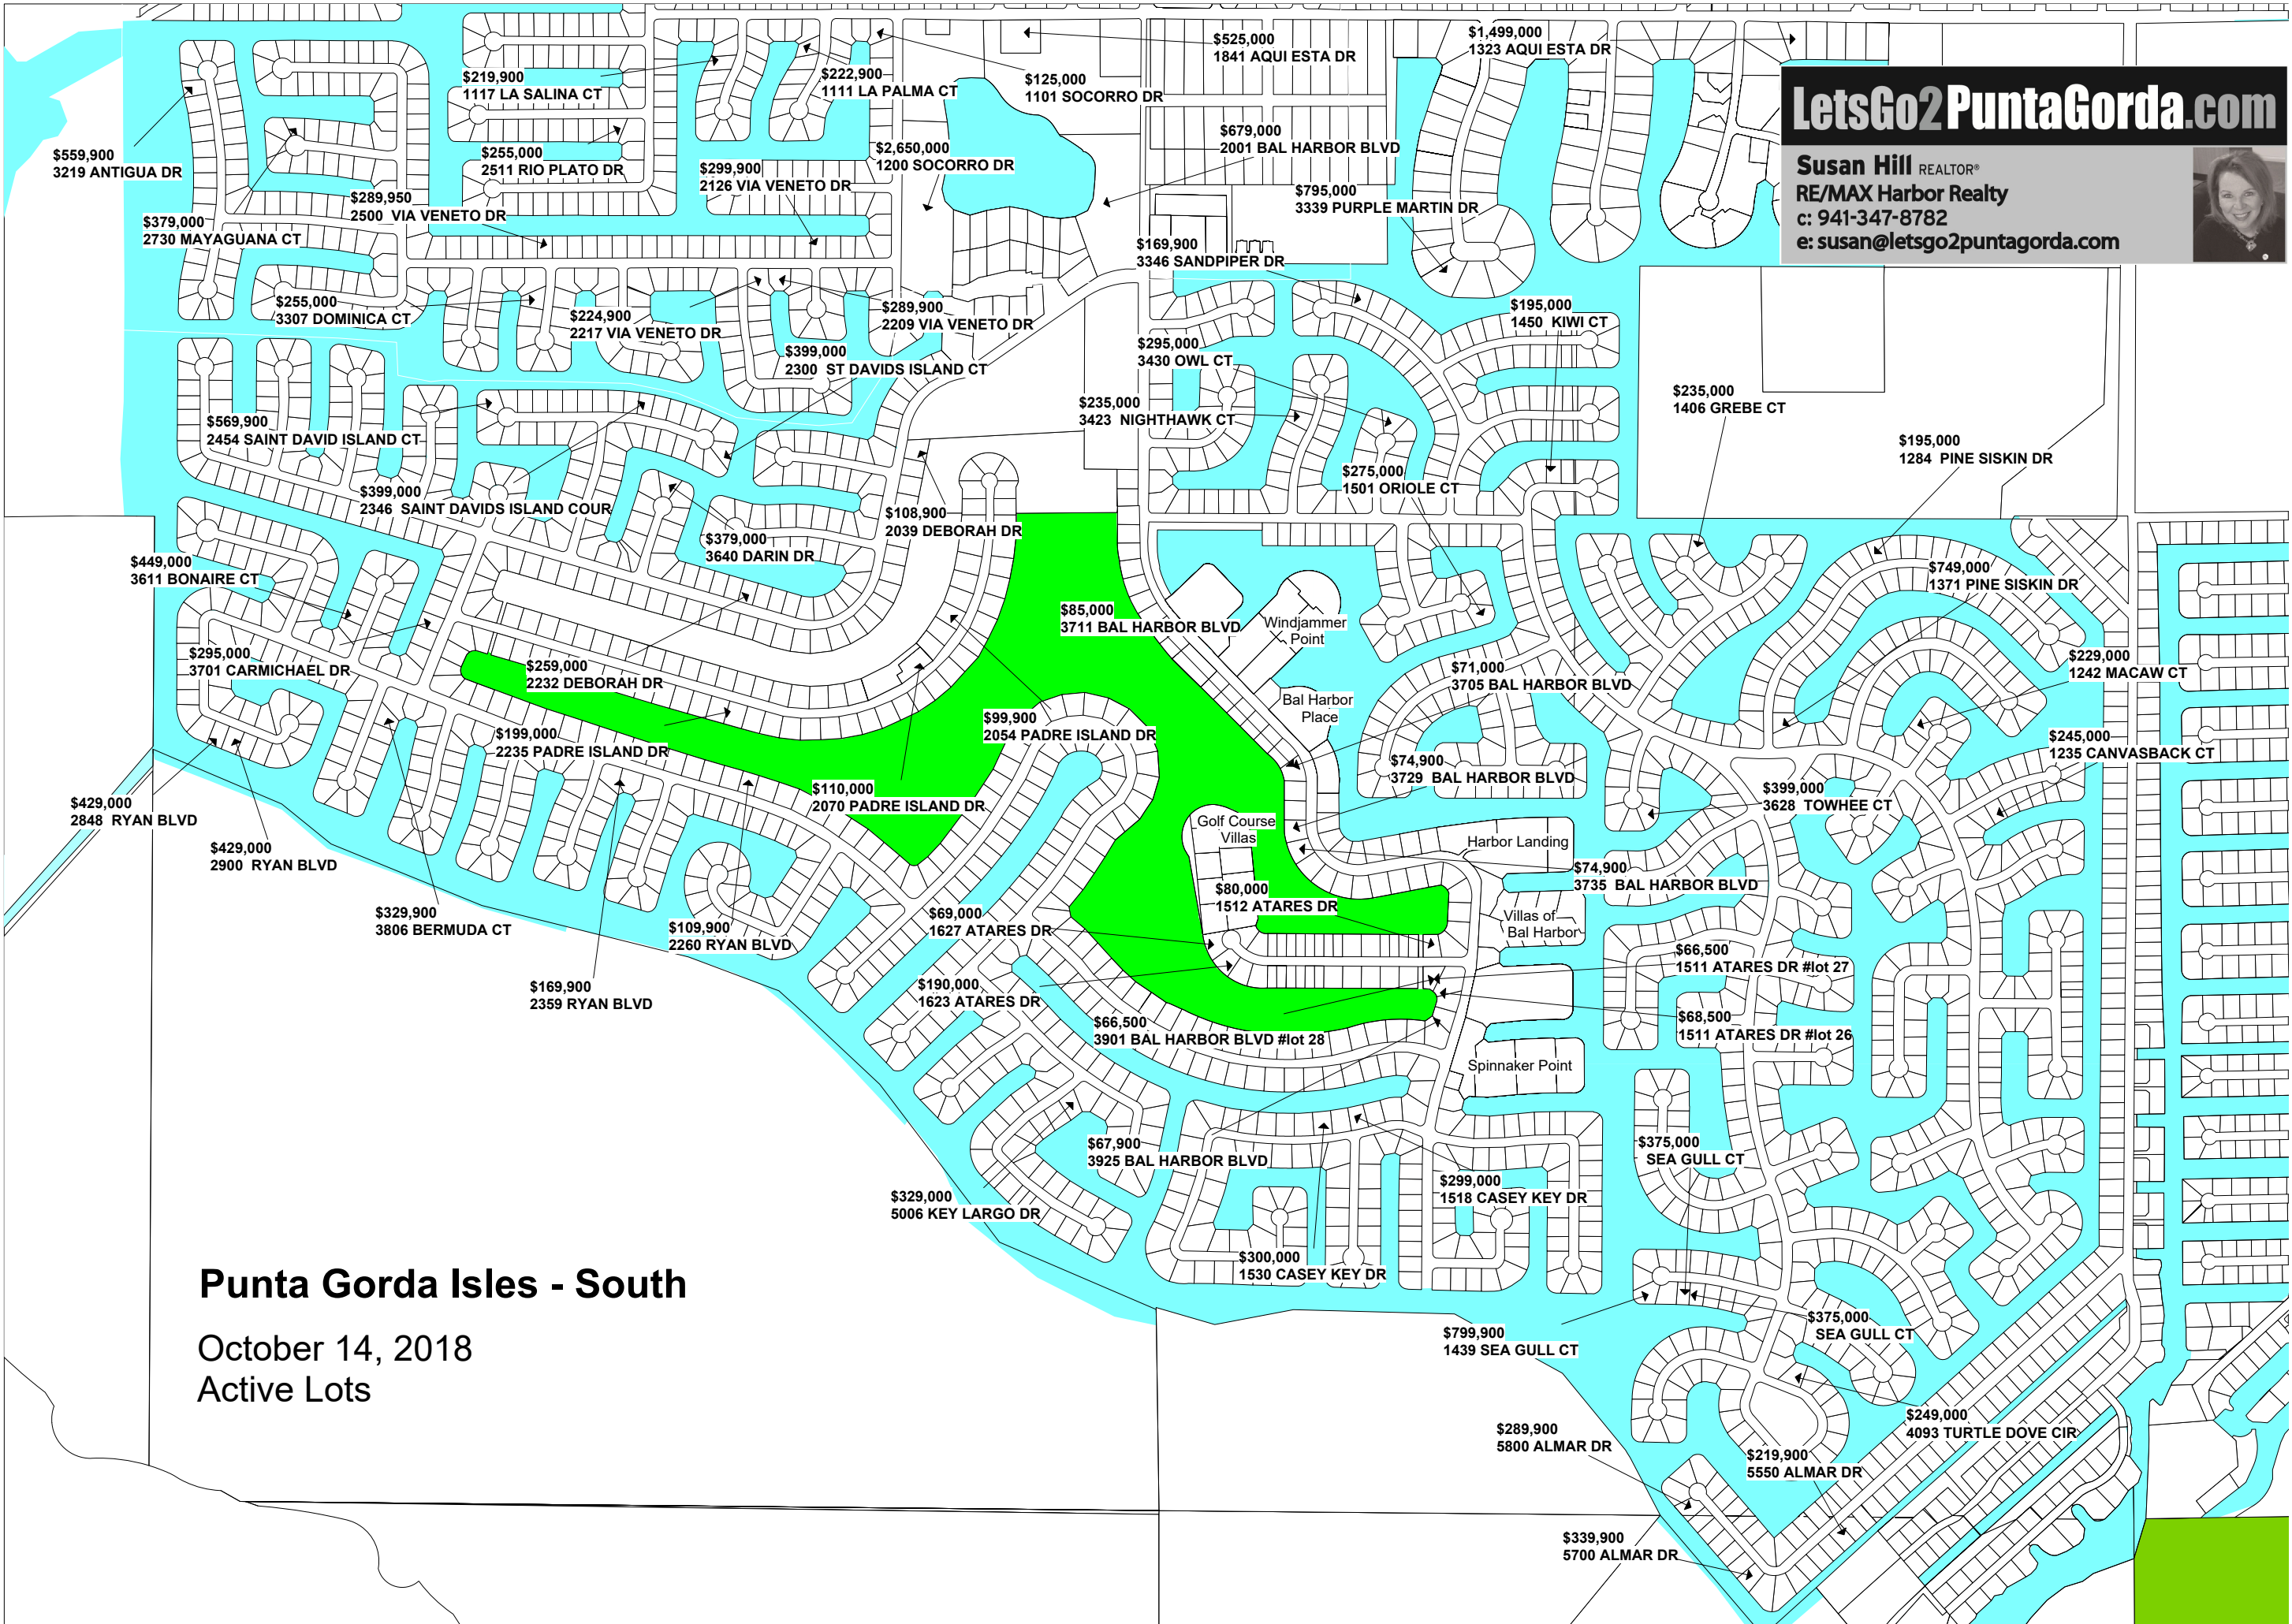 $525,000
1841 AQUI ESTA DR
$1,499,000
1323 AQUI ESTA DR
$219,900
1117 LA SALINA CT
$222,900
1111 LA PALMA CT
$125,000
1101 SOCORRO DR
LetsGo2PuntaGorda.com
Susan Hill REALTOR®
RE/MAX Harbor Realty
c: 941-347-8782
e: susan@letsgo2puntagorda.com
$559,900
3219 ANTIGUA DR
$255,000
2511 RIO PLATO DR
$2,650,000
1200 SOCORRO DR
$679,000
2001 BAL HARBOR BLVD
$299,900
2126 VIA VENETO DR
$289,950
2500 VIA VENETO DR
$795,000
3339 PURPLE MARTIN DR
$379,000
2730 MAYAGUANA CT
$169,900
3346 SANDPIPER DR
$255,000
3307 DOMINICA CT
$224,900
2217 VIA VENETO DR
$289,900
2209 VIA VENETO DR
$195,000
1450 KIWI CT
$399,000
2300 ST DAVIDS ISLAND CT
$295,000
3430 OWL CT
$235,000
3423 NIGHTHAWK CT
$235,000
1406 GREBE CT
$569,900
2454 SAINT DAVID ISLAND CT
$195,000
1284 PINE SISKIN DR
$275,000
1501 ORIOLE CT
$399,000
2346 SAINT DAVIDS ISLAND COUR
$108,900
2039 DEBORAH DR
$379,000
3640 DARIN DR
$449,000
3611 BONAIRE CT
$749,000
1371 PINE SISKIN DR
$85,000
3711 BAL HARBOR BLVD
Windjammer
Point
$295,000
3701 CARMICHAEL DR
$259,000
2232 DEBORAH DR
$71,000
3705 BAL HARBOR BLVD
$229,000
1242 MACAW CT
Bal Harbor
Place
$99,900
2054 PADRE ISLAND DR
$199,000
2235 PADRE ISLAND DR
$245,000
1235 CANVASBACK CT
$74,900
3729 BAL HARBOR BLVD
$110,000
2070 PADRE ISLAND DR
$399,000
3628 TOWHEE CT
$429,000
2848 RYAN BLVD
Golf Course
Villas
Harbor Landing
$429,000
2900 RYAN BLVD
$74,900
3735 BAL HARBOR BLVD
$80,000
1512 ATARES DR
$329,900
3806 BERMUDA CT
$69,000
1627 ATARES DR
Villas of
Bal Harbor
$109,900
2260 RYAN BLVD
$66,500
1511 ATARES DR #lot 27
$169,900
2359 RYAN BLVD
$190,000
1623 ATARES DR
$66,500
3901 BAL HARBOR BLVD #lot 28
$68,500
1511 ATARES DR #lot 26
Spinnaker Point
$67,900
3925 BAL HARBOR BLVD
$375,000
SEA GULL CT
$329,000
5006 KEY LARGO DR
$299,000
1518 CASEY KEY DR
$300,000
1530 CASEY KEY DR
Punta Gorda Isles - South
October 14, 2018
Active Lots
$799,900
1439 SEA GULL CT
$375,000
SEA GULL CT
$249,000
4093 TURTLE DOVE CIR
$289,900
5800 ALMAR DR
$219,900
5550 ALMAR DR
$339,900
5700 ALMAR DR